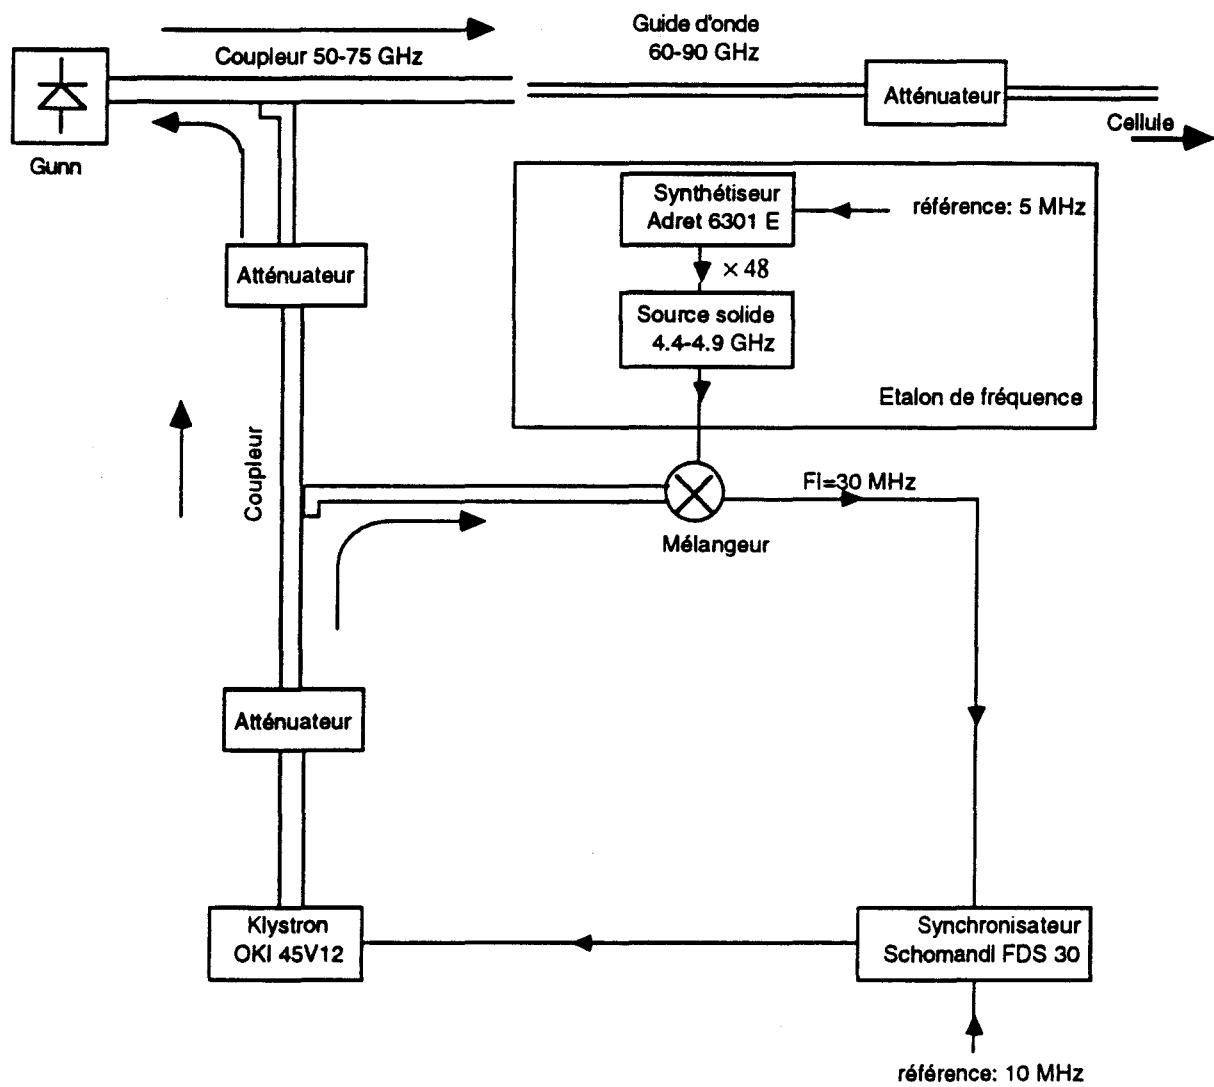 Guide d'onde
60-90 GHz
Coupleur 50-75 GHz
Atténuateur
Cellule
Gunn
Synthétiseur
Adret 6301 E
référence: 5 MHz
× 48
Atténuateur
Source solide
4.4-4.9 GHz
Etalon de fréquence
Coupleur
Fi=30 MHz
Mélangeur
Atténuateur
Klystron
OKI 45V12
Synchronisateur
Schomandl FDS 30
référence: 10 MHz